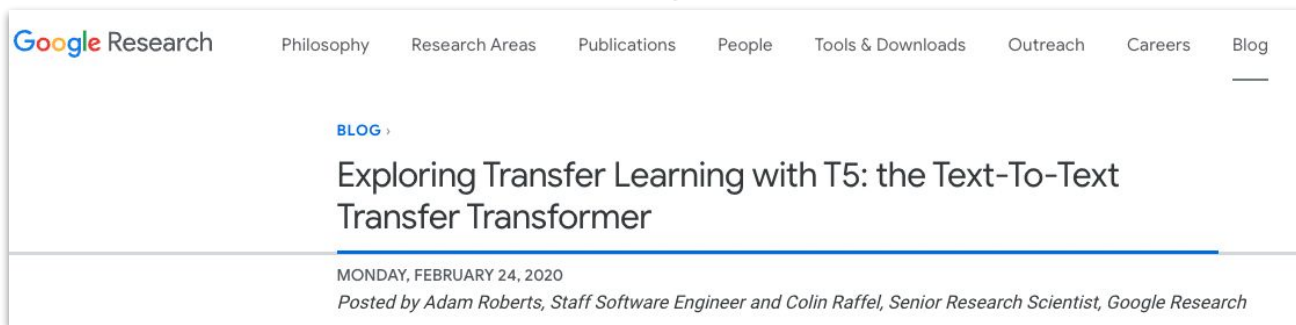 Google Research Philosophy Research Areas Publications People Tools & Downloads Outreach Careers Blog
BLOG ›
Exploring Transfer Learning with T5: the Text-To-Text
Transfer Transformer
MONDAY, FEBRUARY 24, 2020
Posted by Adam Roberts, Staff Software Engineer and Colin Raffel, Senior Research Scientist, Google Research